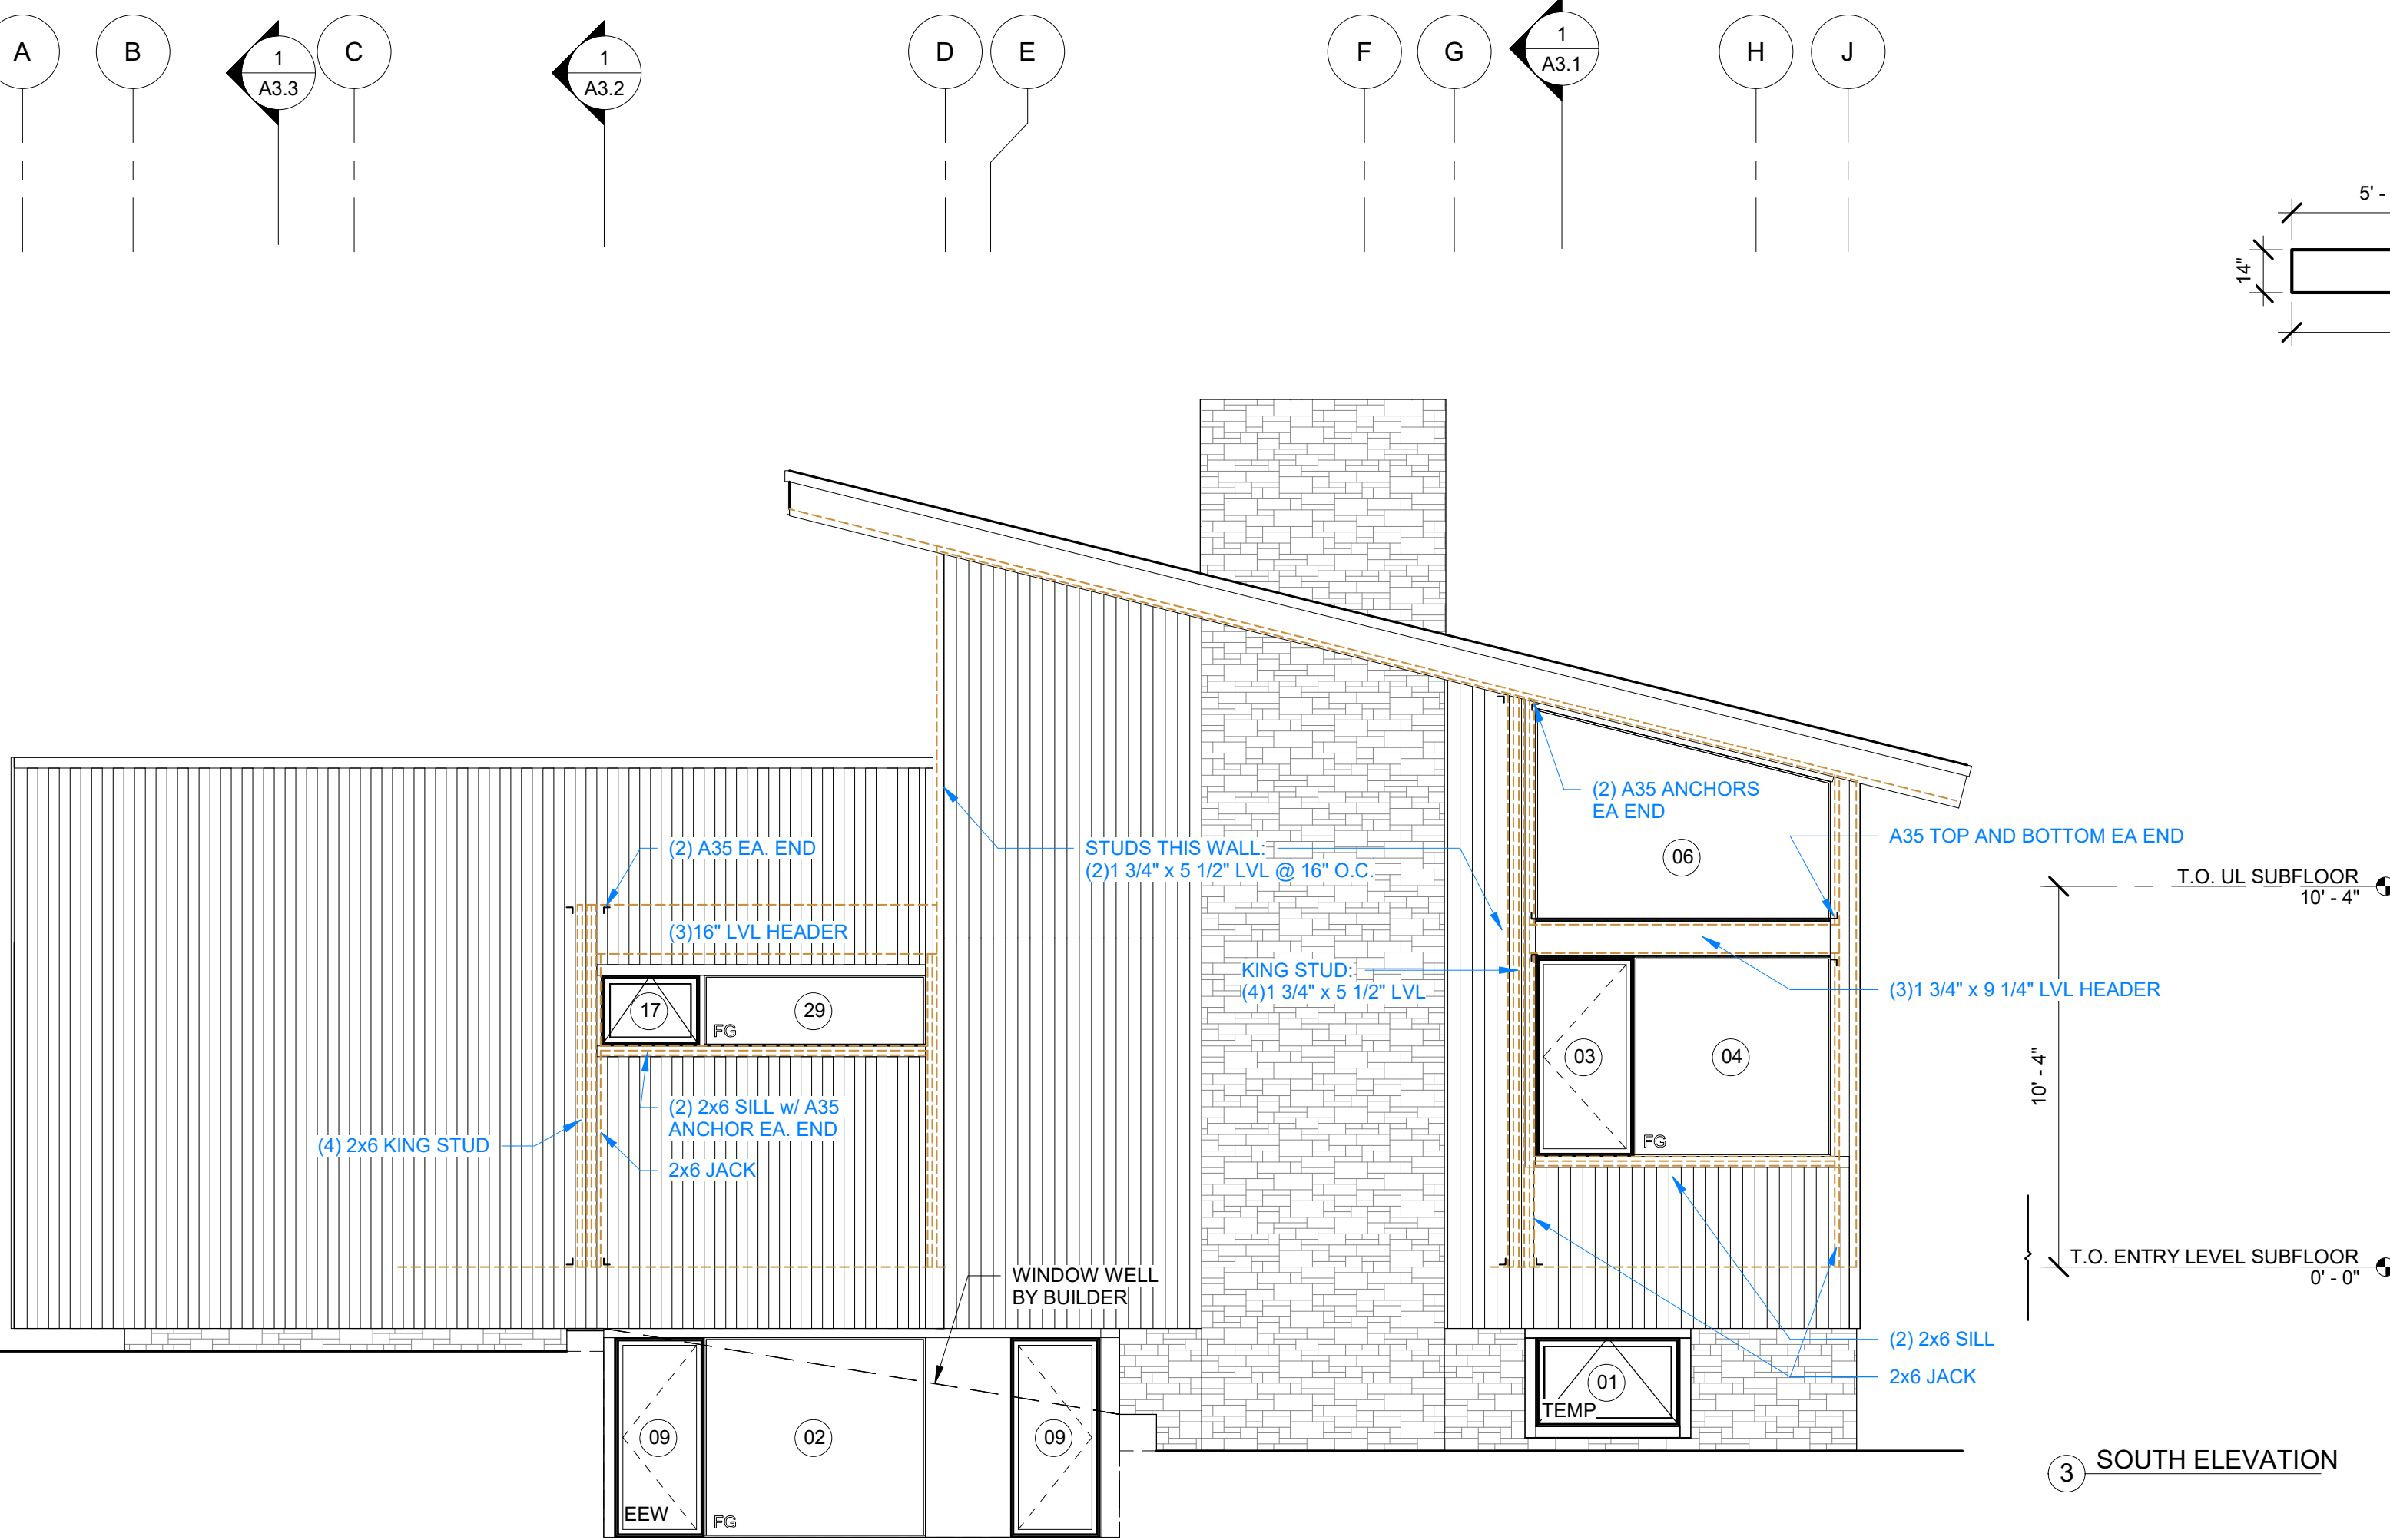 A
B
1
A3.3
C
1
A3.2
D
E
F
G
1
A3.1
H
J
5' -
14"
(2) A35 ANCHORS
EA END
(2) A35 EA. END
STUDS THIS WALL:
(2)1 3/4" x 5 1/2" LVL @ 16" O.C.
06
A35 TOP AND BOTTOM EA END
T.O. UL SUBFLOOR
10' - 4"
(3)16" LVL HEADER
KING STUD:
(4)1 3/4" x 5 1/2" LVL
(3)1 3/4" x 9 1/4" LVL HEADER
17
29
FG
03
04
FG
10' - 4"
(2) 2x6 SILL w/ A35
ANCHOR EA. END
(4) 2x6 KING STUD
2x6 JACK
WINDOW WELL
BY BUILDER
T.O. ENTRY LEVEL SUBFLOOR
0' - 0"
(2) 2x6 SILL
2x6 JACK
01
TEMP
09
02
09
EEW
FG
3
SOUTH ELEVATION